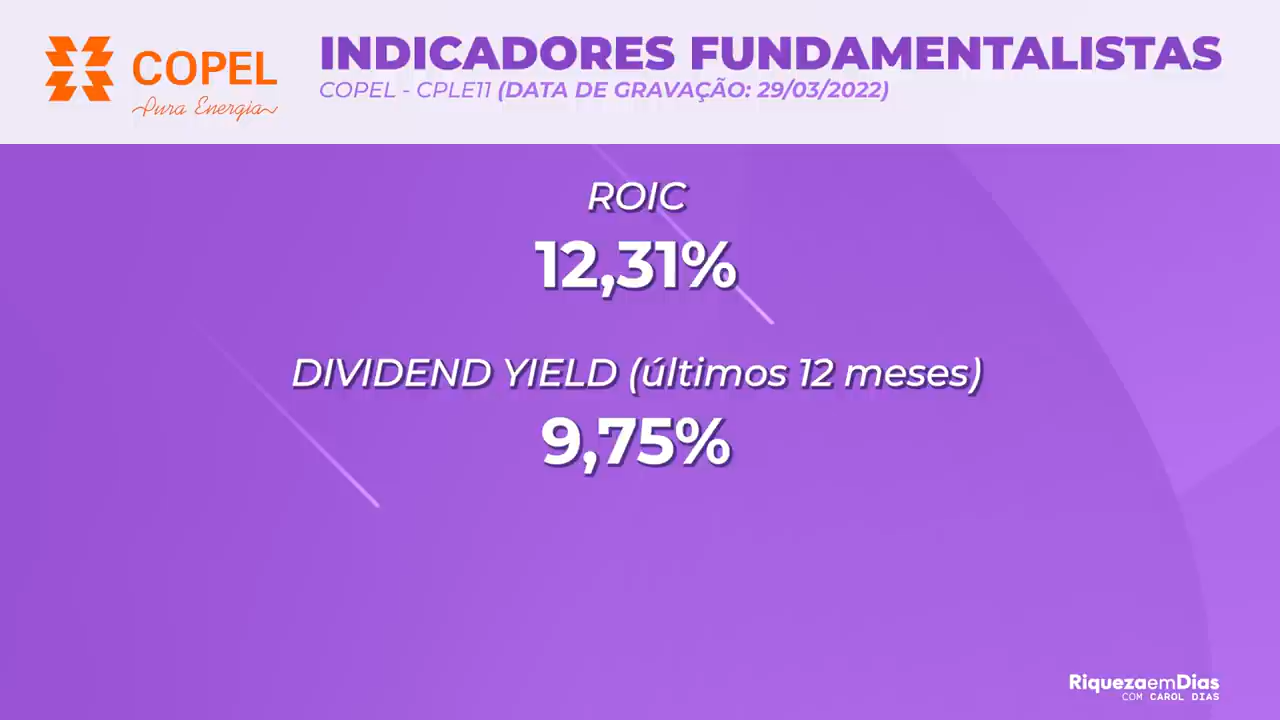 COPEL
Pura Energia
INDICADORES FUNDAMENTALISTAS
COPEL - CPLE11 (DATA DE GRAVAÇÃO: 29/03/2022)
ROIC
12,31%
DIVIDEND YIELD (últimos 12 meses)
9,75%
RiquezaemDias
COM CAROL DIAS